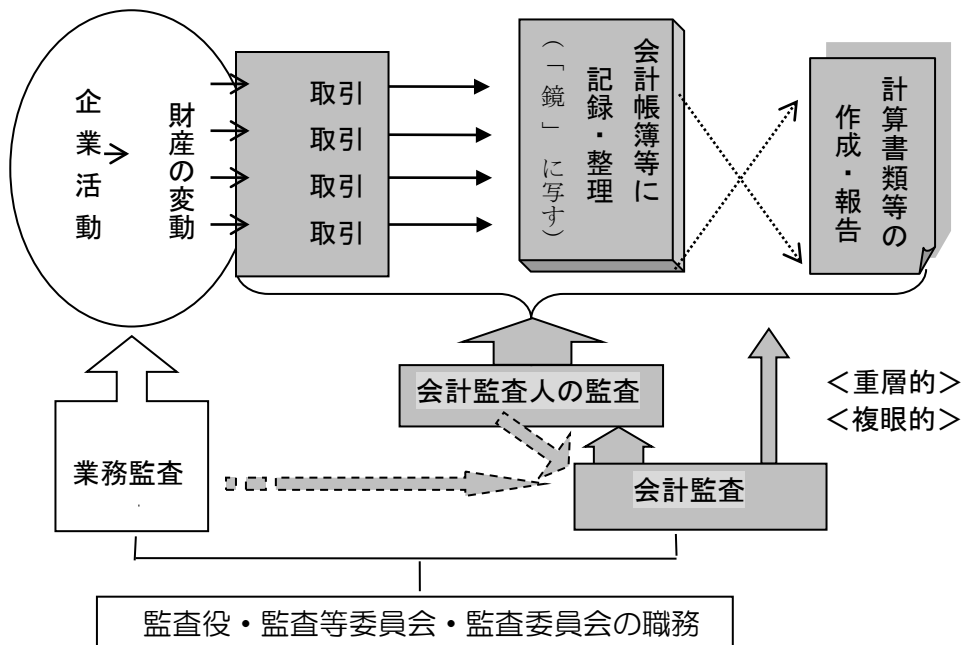 企業活動
財産の変動
取引
取引
取引
取引
会計帳簿等に
記録・整理
（「鏡」に写す）
計算書類等の
作成・報告
会計監査人の監査
＜重層的＞
＜複眼的＞
業務監査
会計監査
監査役・監査等委員会・監査委員会の職務